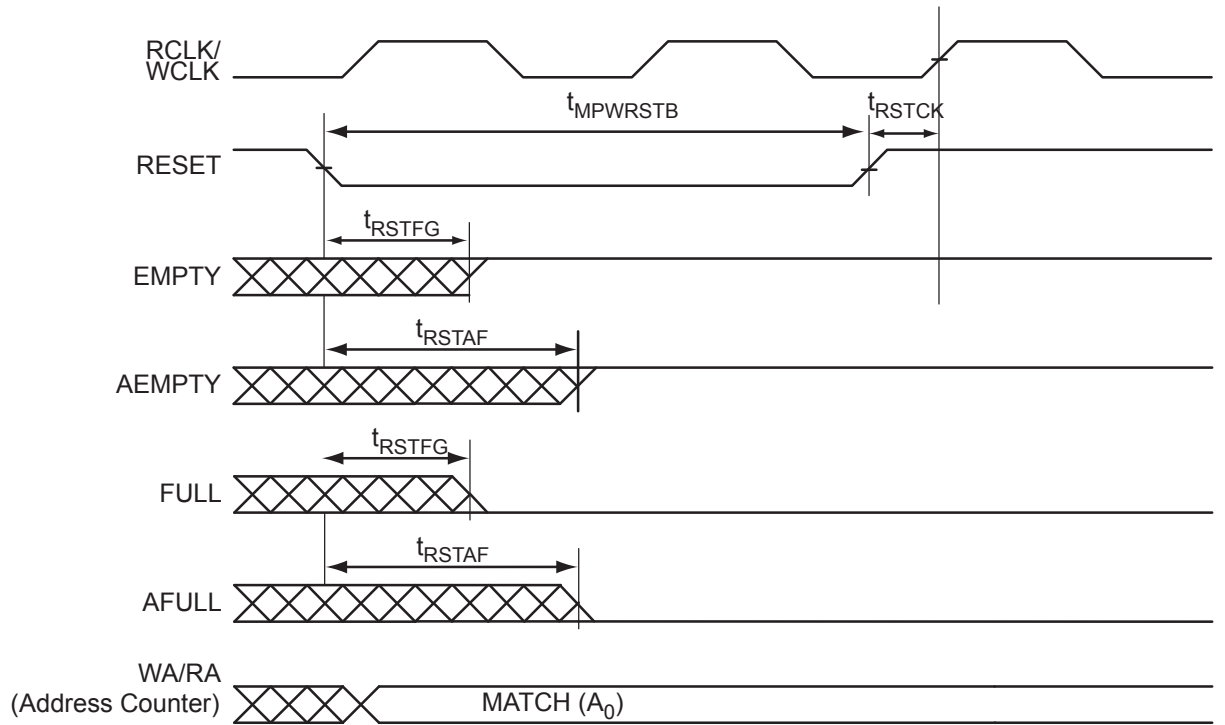 RCLK/
WCLK
tMPWRSTB
tRSTCK
RESET
tRSTFG
EMPTY
tRSTAF
AEMPTY
tRSTFG
FULL
tRSTAF
AFULL
WA/RA
(Address Counter)
MATCH (A0)